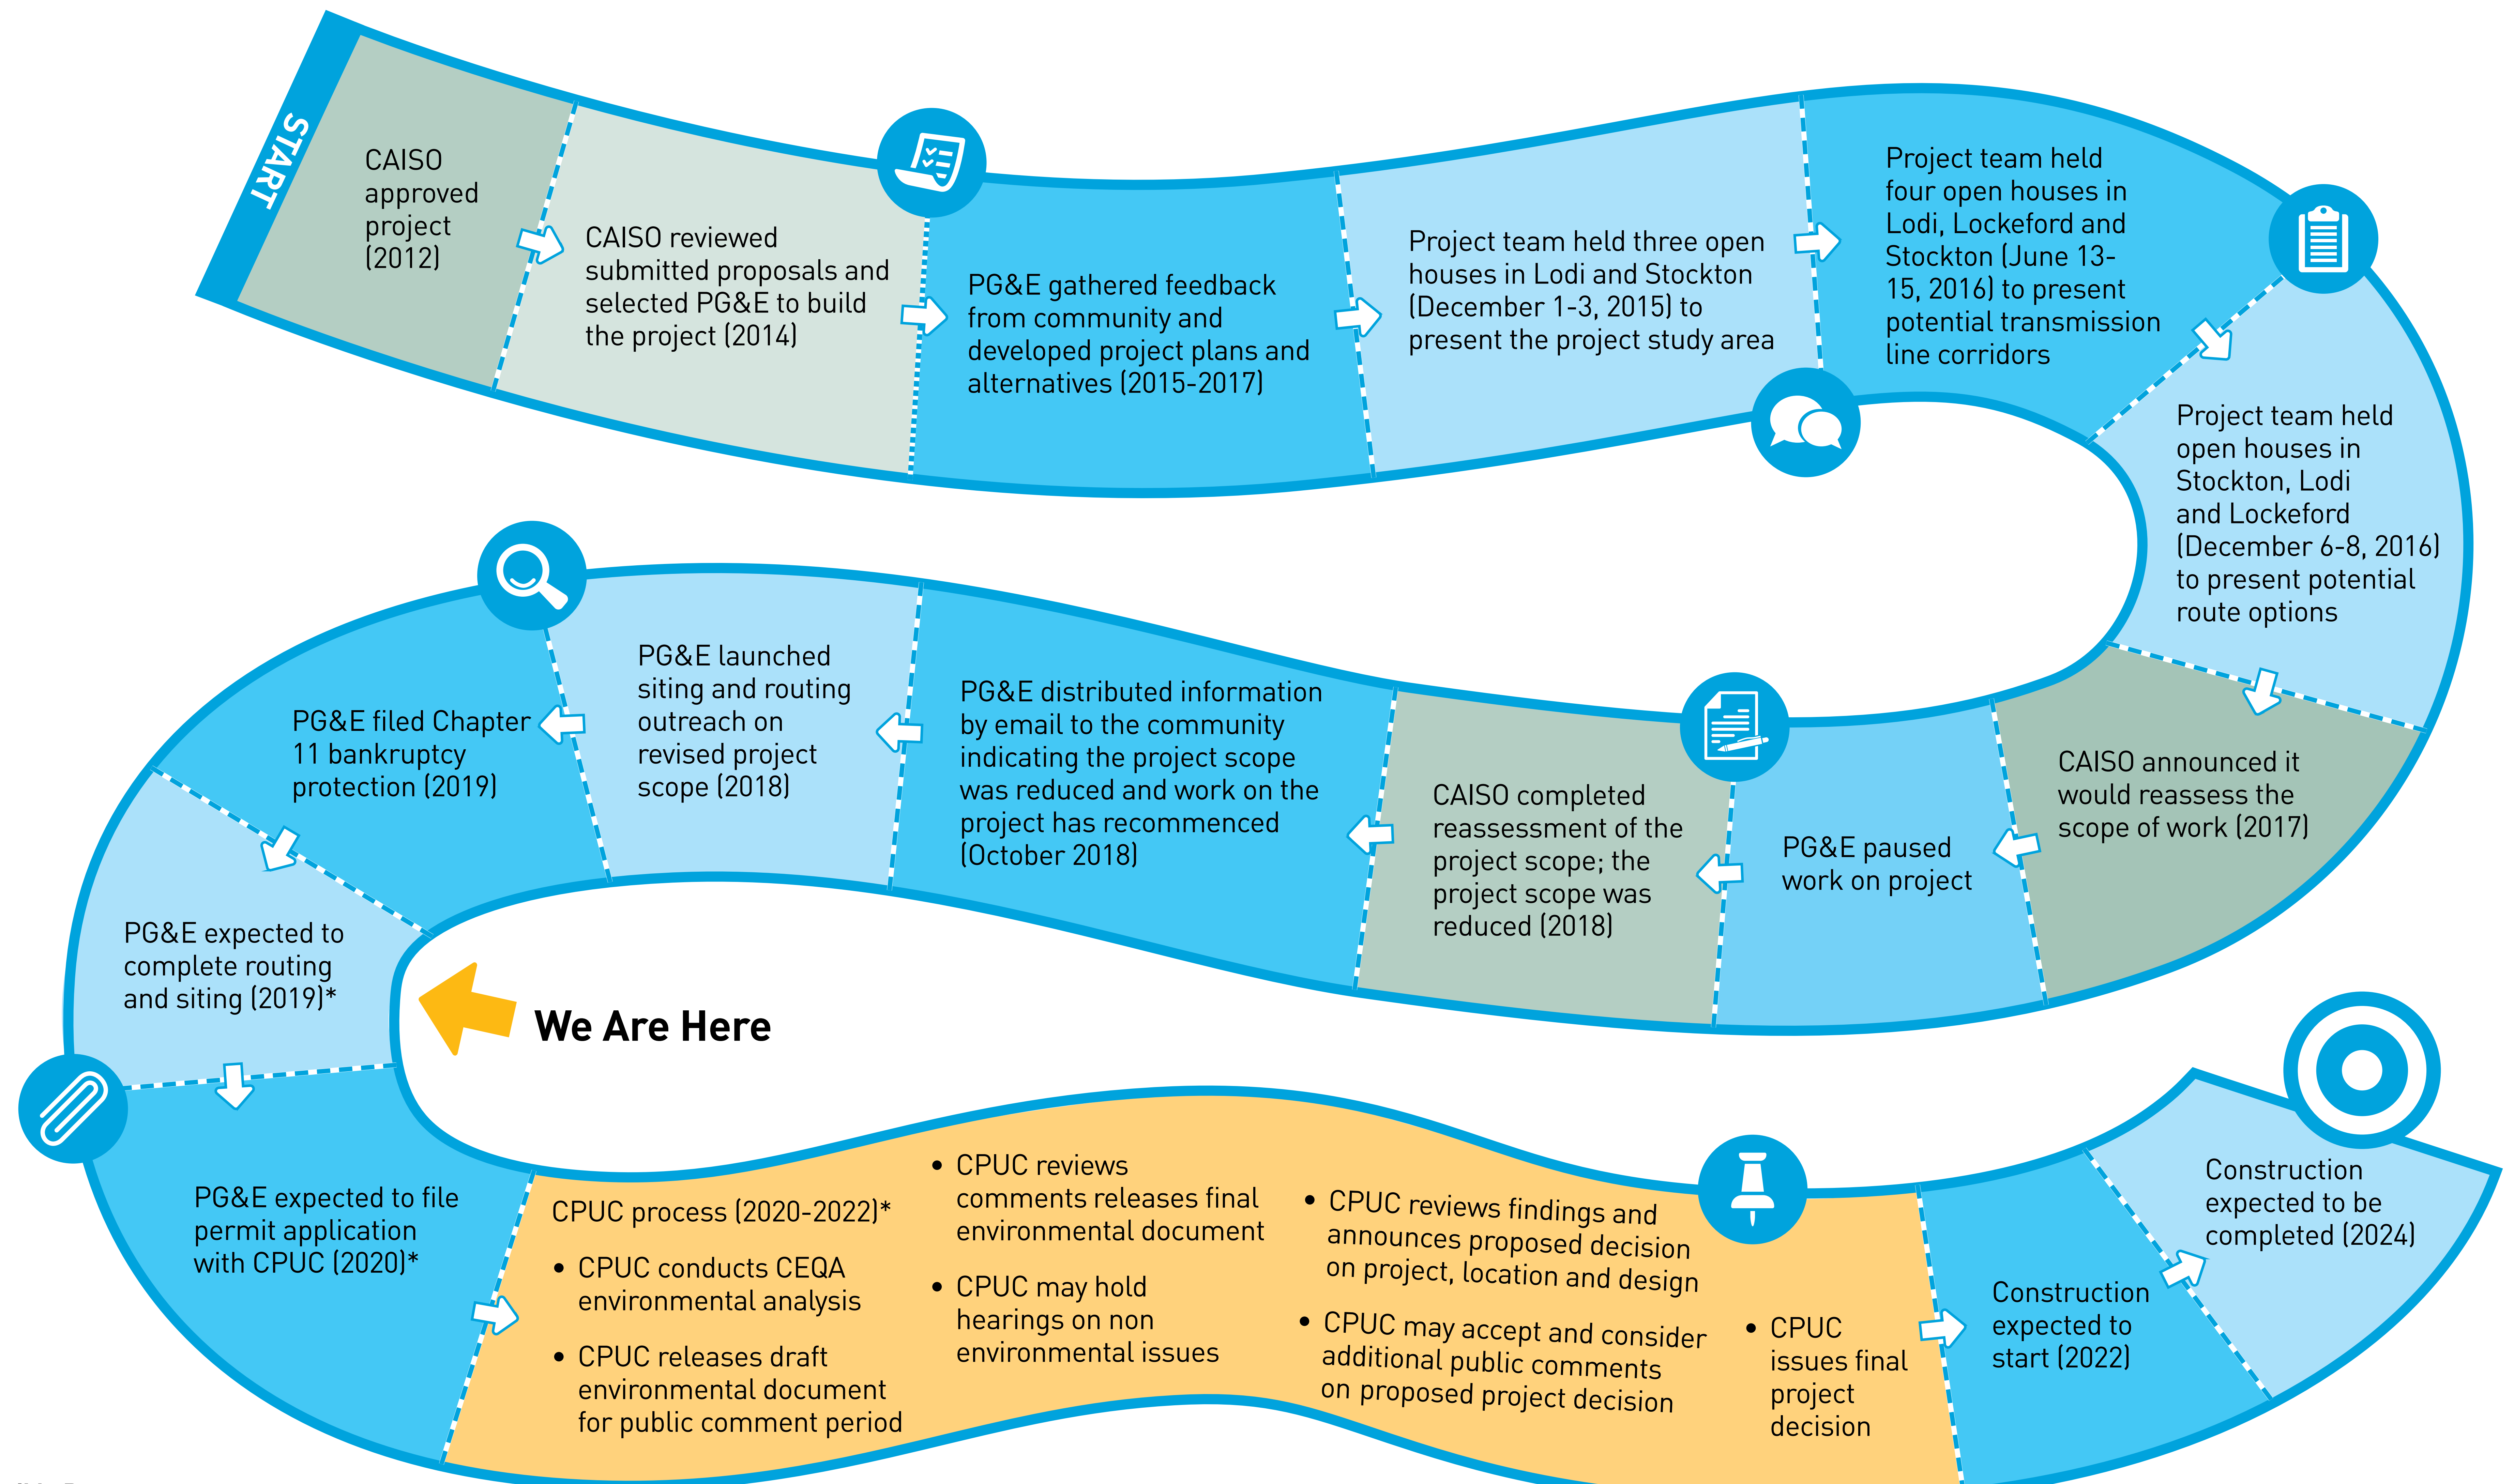 START
CAISO
approved
project
(2012)
CAISO reviewed
submitted proposals and
selected PG&E to build
the project (2014)
PG&E gathered feedback
from community and
developed project plans and
alternatives (2015-2017)
Project team held three open
houses in Lodi and Stockton
(December 1-3, 2015) to
present the project study area
Project team held
four open houses in
Lodi, Lockeford and
Stockton (June 13-
15, 2016) to present
potential transmission
line corridors
Project team held
open houses in
Stockton, Lodi
and Lockeford
(December 6-8, 2016)
to present potential
route options
CAISO announced it
would reassess the
scope of work (2017)
PG&E paused
work on project
CAISO completed
reassessment of the
project scope; the
project scope was
reduced (2018)
PG&E distributed information
by email to the community
indicating the project scope
was reduced and work on the
project has recommenced
(October 2018)
PG&E launched
siting and routing
outreach on
revised project
scope (2018)
PG&E filed Chapter
11 bankruptcy
protection (2019)
PG&E expected to
complete routing
and siting (2019)*
We Are Here
PG&E expected to file
permit application
with CPUC (2020)*
CPUC process (2020-2022)*
• CPUC conducts CEQA
environmental analysis
• CPUC releases draft
environmental document
for public comment period
• CPUC reviews
comments releases final
environmental document
• CPUC may hold
hearings on non
environmental issues
• CPUC reviews findings and
announces proposed decision
on project, location and design
• CPUC may accept and consider
additional public comments
on proposed project decision
• CPUC
issues final
project
decision
Construction
expected to
start (2022)
Construction
expected to be
completed (2024)